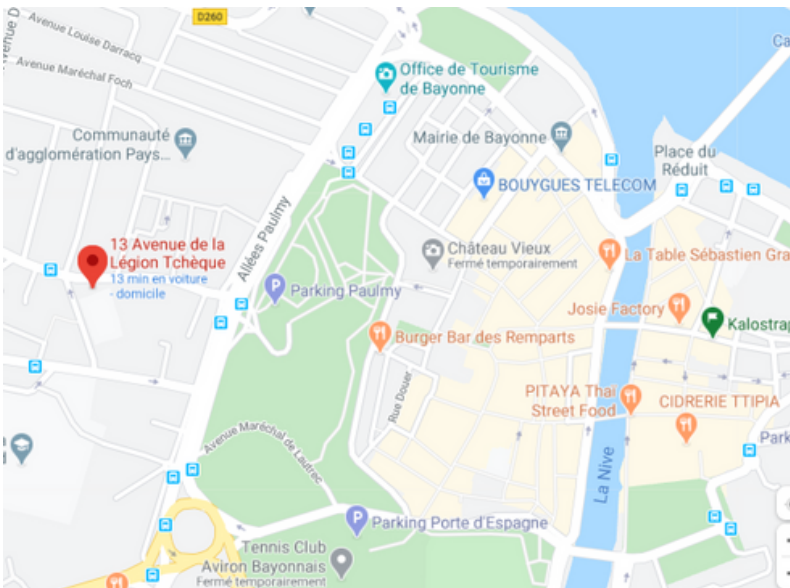 D260
Avenue Louise Darracq
Avenue Maréchal Foch
Office de Tourisme
de Bayonne
Communauté
d'agglomération Pays...
Mairie de Bayonne
Place du
Réduit
BOUYGUES TELECOM
13 Avenue de la
Légion Tchèque
13 min en voiture
- domicile
Allées Paulmy
Château Vieux
Fermé temporairement
La Table Sébastien Gra
Parking Paulmy
Josie Factory
Kalostrap
Burger Bar des Remparts
Rue Douer
PITAYA Thai
Street Food
CIDRERIE TTIPIA
Avenue Maréchal de Lautrec
Park
La Nive
Parking Porte d'Espagne
Tennis Club
Aviron Bayonnais
Fermé temporairement